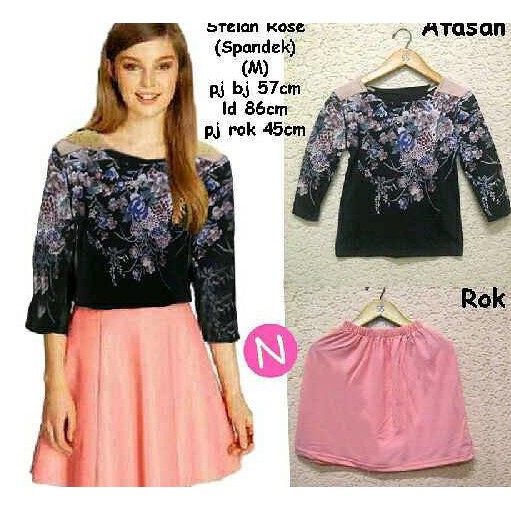 Stelan Rose
(Spandek)
(M)
pj bj 57cm
ld 86cm
pj rok 45cm
Atasan
Rok
N